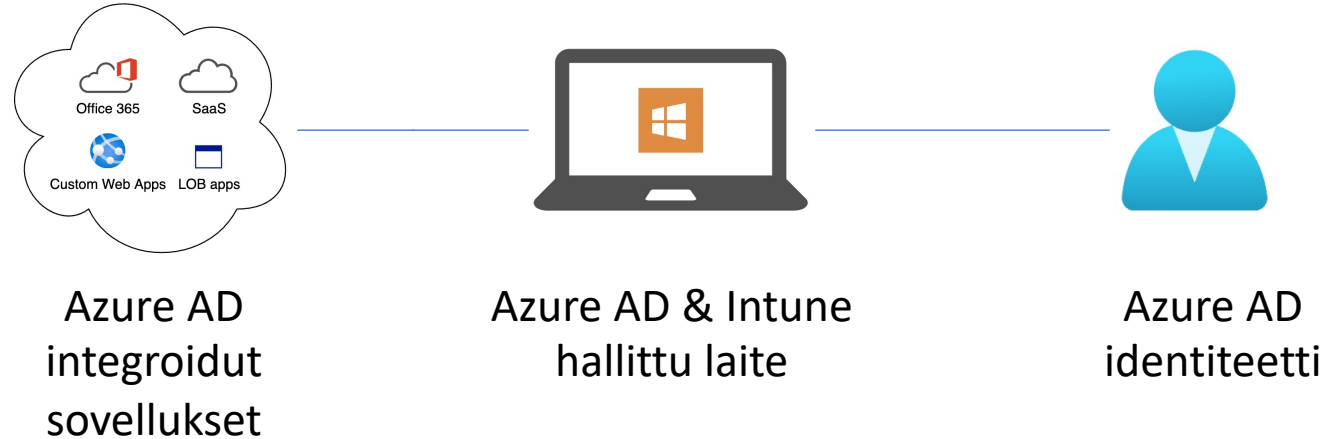 Office 365
SaaS
Custom Web Apps
LOB apps
Azure AD
integroidut
sovellukset
Azure AD & Intune
hallittu laite
Azure AD
identiteetti